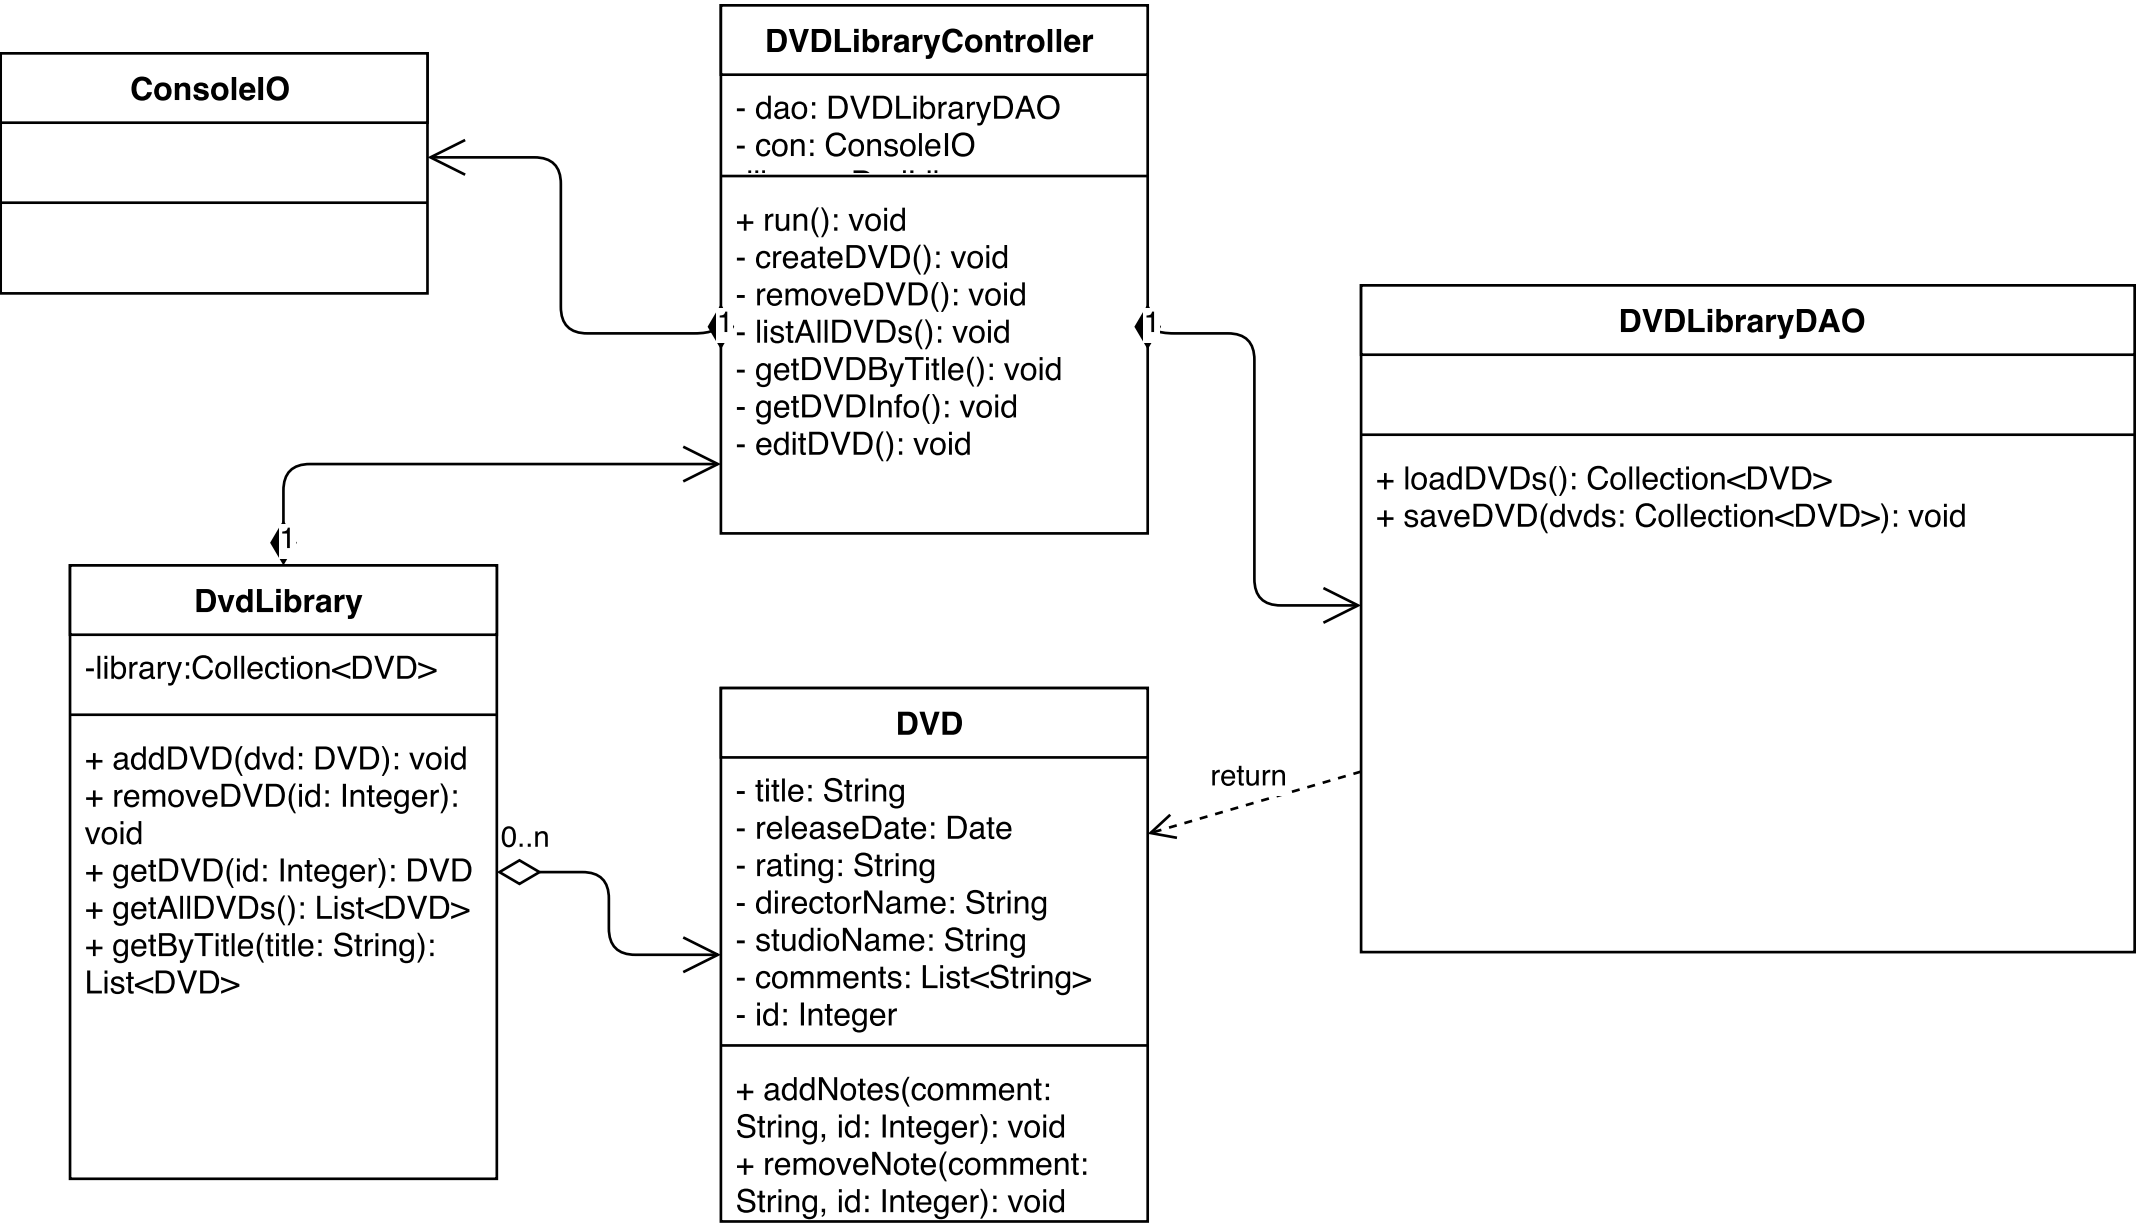 ConsoleIO
DVDLibraryController
- dao: DVDLibraryDAO
- con: ConsoleIO
+ run(): void
- createDVD(): void
- removeDVD(): void
- listAllDVDs(): void
- getDVDByTitle(): void
- getDVDInfo(): void
- editDVD(): void
1
1
DVDLibraryDAO
+ loadDVDs(): Collection<DVD>
+ saveDVD(dvds: Collection<DVD>): void
1
DvdLibrary
-library:Collection<DVD>
+ addDVD(dvd: DVD): void
+ removeDVD(id: Integer):
void
+ getDVD(id: Integer): DVD
+ getAllDVDs(): List<DVD>
+ getByTitle(title: String):
List<DVD>
0..n
DVD
- title: String
- releaseDate: Date
- rating: String
- directorName: String
- studioName: String
- comments: List<String>
- id: Integer
+ addNotes(comment:
String, id: Integer): void
+ removeNote(comment:
String, id: Integer): void
return